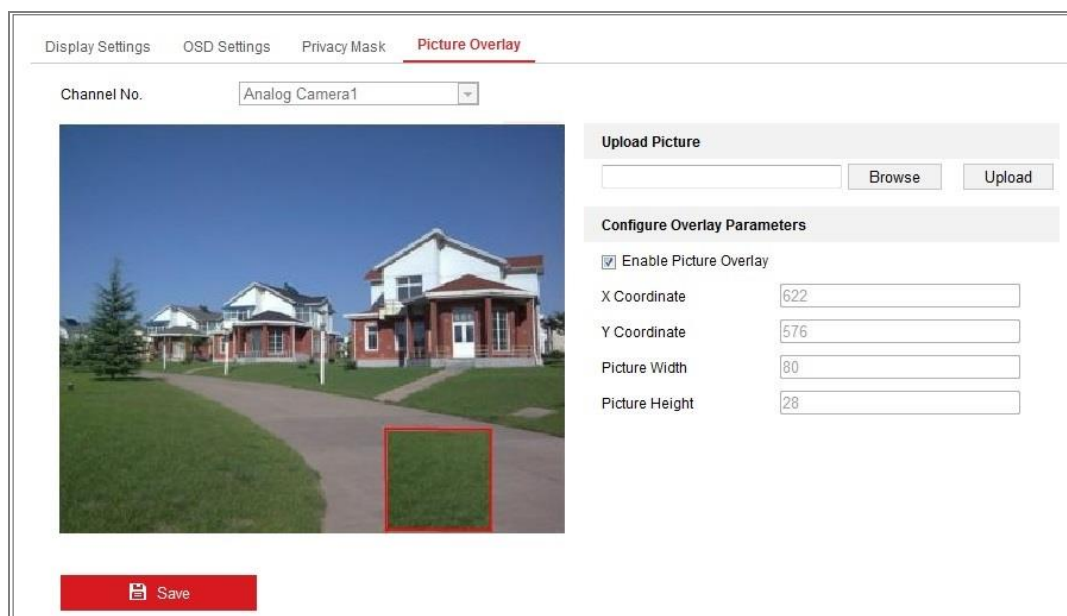 Display Settings OSD Settings Privacy Mask Picture Overlay
Channel No. Analog Camera1
Upload Picture
Browse Upload
Configure Overlay Parameters
Enable Picture Overlay
X Coordinate 622
Y Coordinate 576
Picture Width 80
Picture Height 28
Save